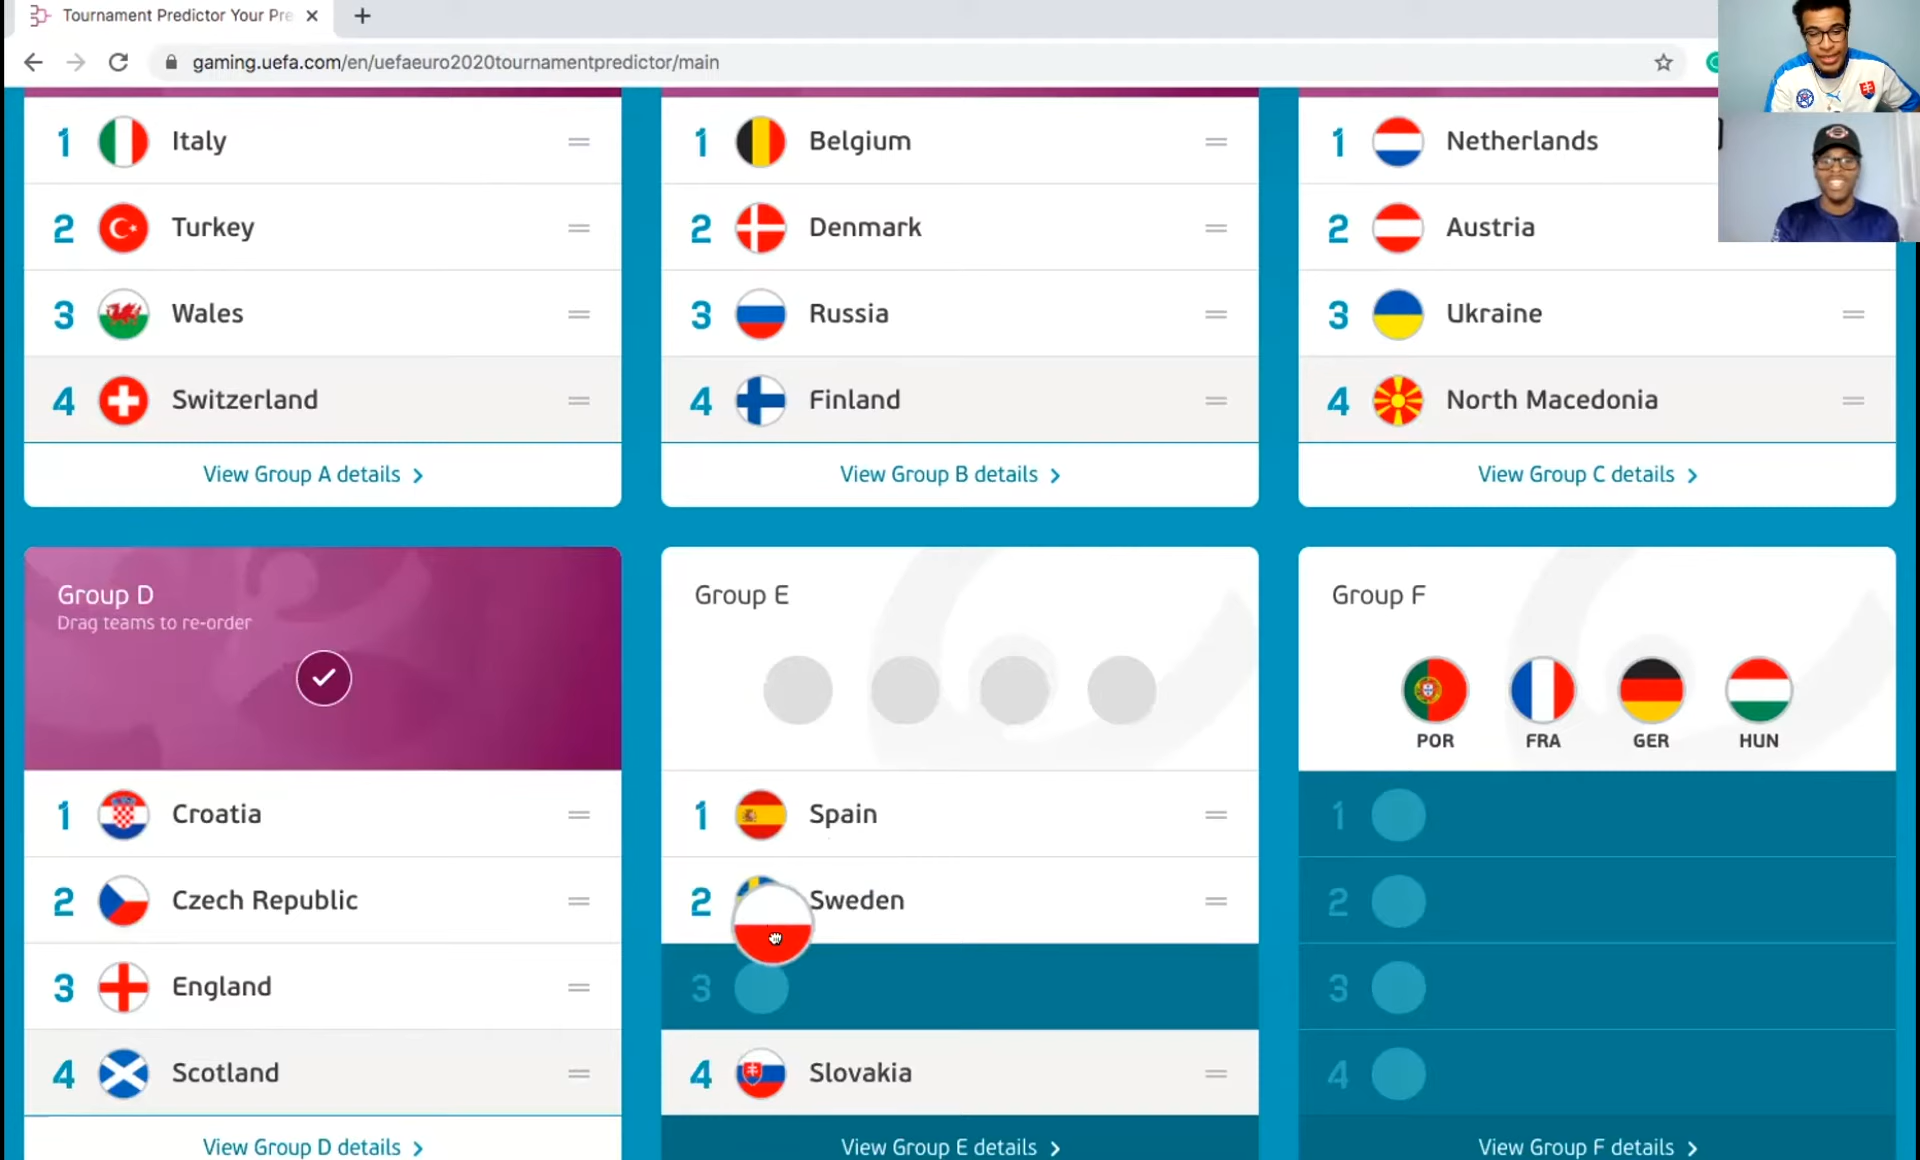 Tournament Predictor Your Pre
gaming.uefa.com/en/uefaeuro2020tournamentpredictor/main
1 Italy
2 Turkey
3 Wales
4 Switzerland
View Group A details
1 Belgium
2 Denmark
3 Russia
4 Finland
View Group B details
1 Netherlands
2 Austria
3 Ukraine
4 North Macedonia
View Group C details
Group D
Drag teams to re-order
1 Croatia
2 Czech Republic
3 England
4 Scotland
View Group D details
Group E
1 Spain
2 Sweden
3
4 Slovakia
View Group E details
Group F
POR FRA GER HUN
1
2
3
4
View Group F details